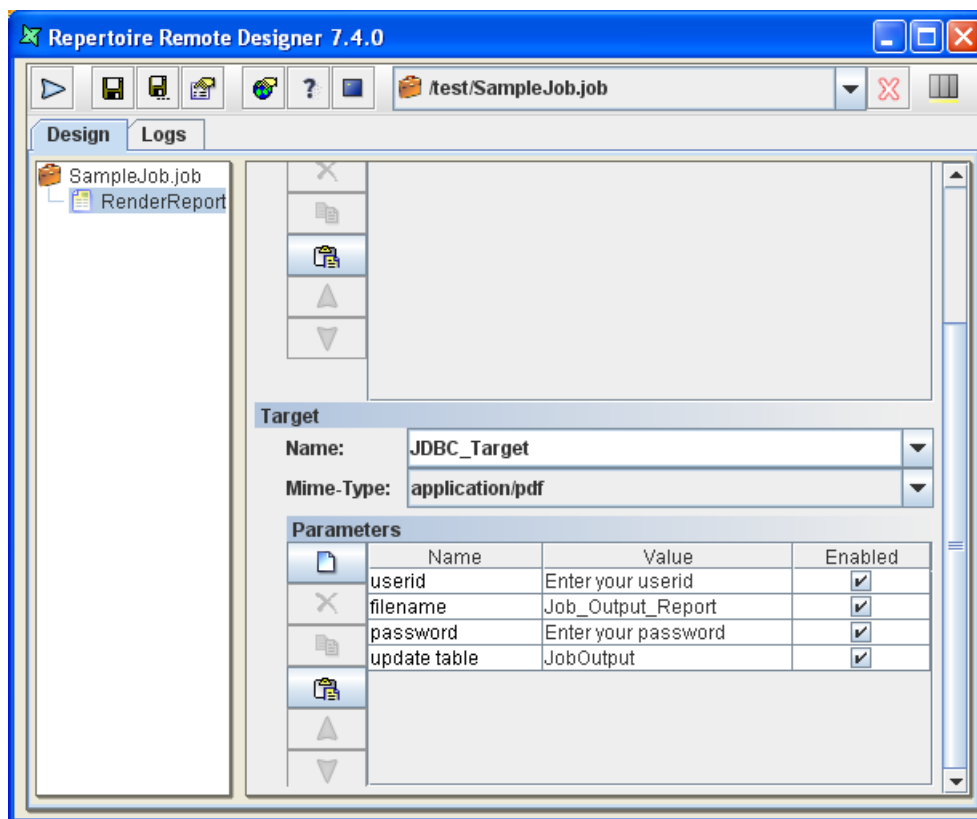 Repertoire Remote Designer 7.4.0
/test/SampleJob.job
Design Logs
SampleJob.job
RenderReport
Target
Name: JDBC_Target
Mime-Type: application/pdf
Parameters
Name Value Enabled
userid Enter your userid
filename Job_Output_Report
password Enter your password
update table JobOutput